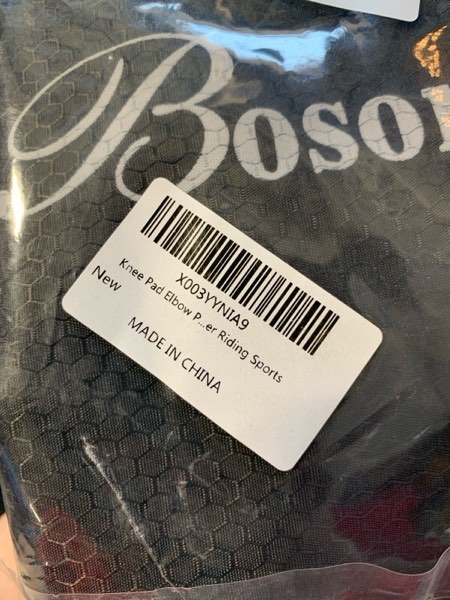 Boso
X003YYNIA9
Knee Pad Elbow P...er Riding Sports
New
MADE IN CHINA